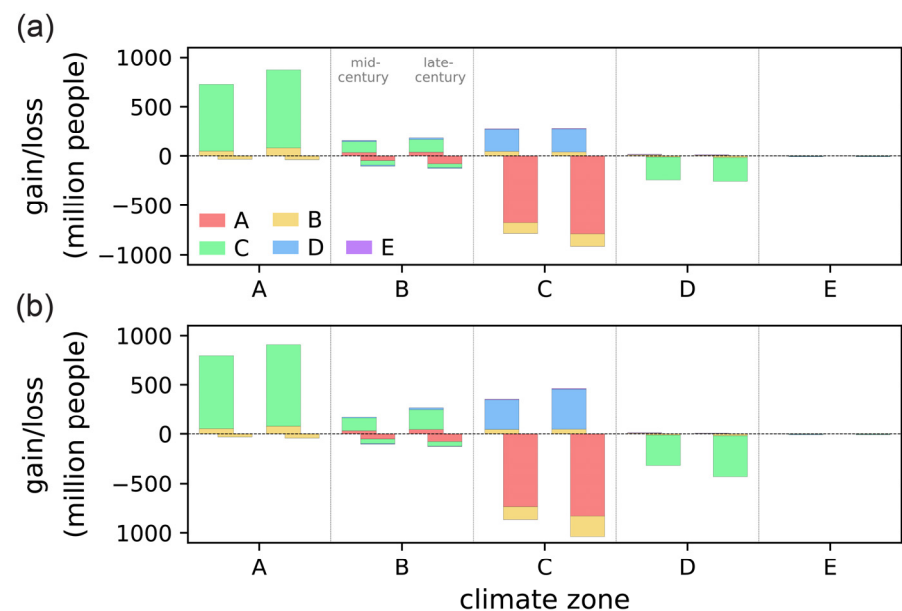 (a)
1000
500
0
−500
−1000
gain/loss
(million people)
mid-
century
late-
century
A B
C D E
A B C D E
(b)
1000
500
0
−500
1000
gain/loss
(million people)
A B C D E
climate zone